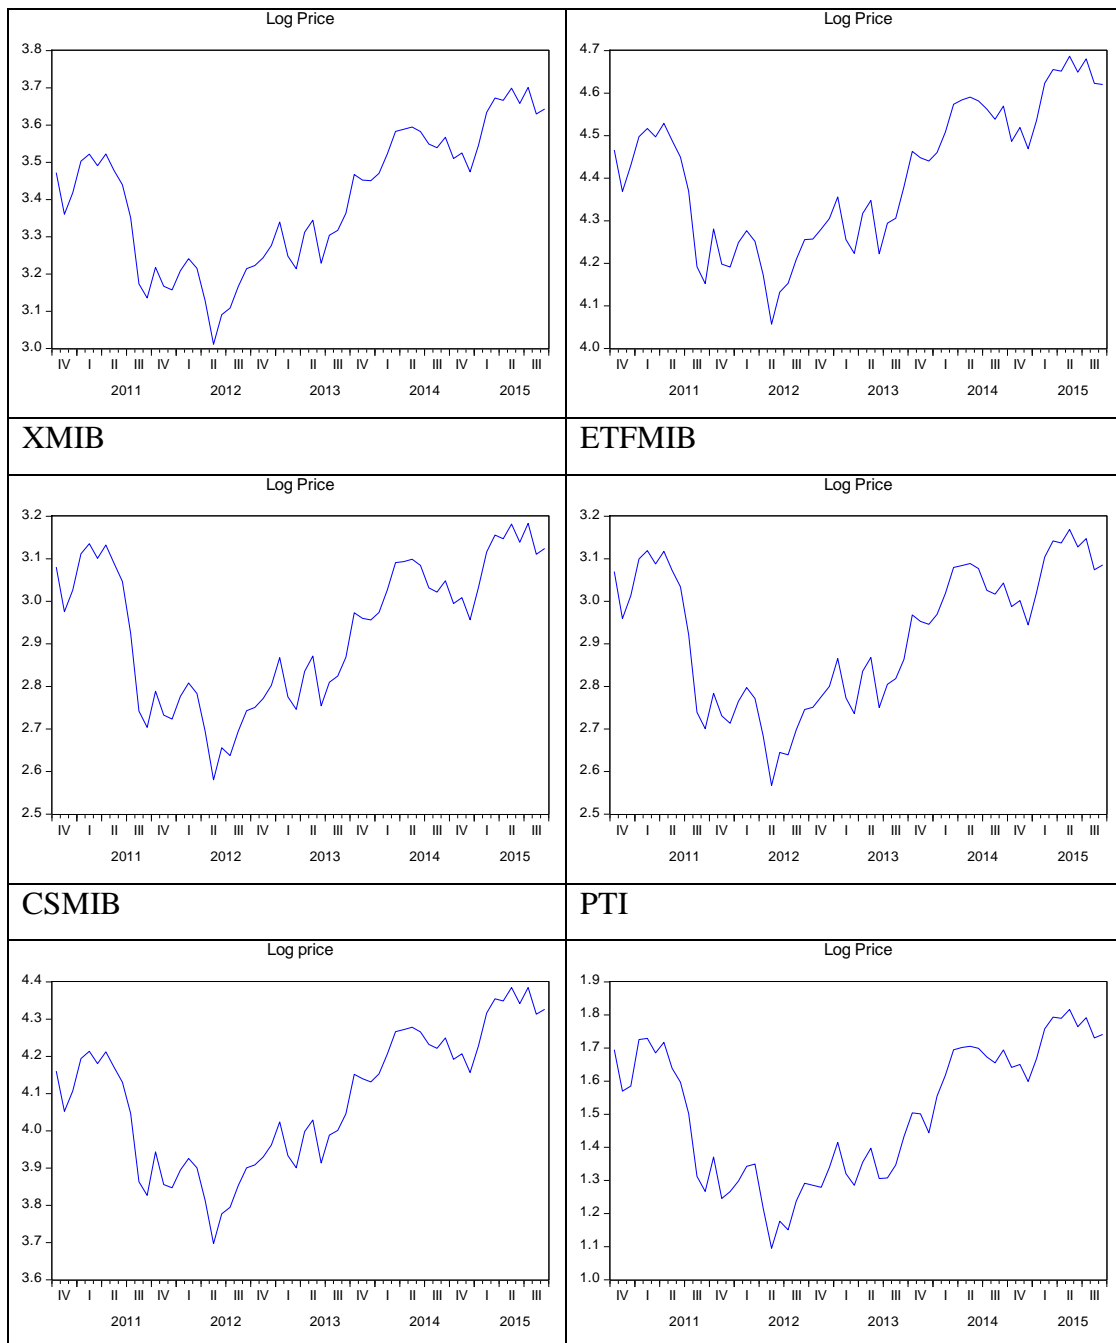 Log Price
3.8
3.7
3.6
3.5
3.4
3.3
3.2
3.1
3.0
IV I II III IV I II III IV I II III IV I II III IV I II III
2011 2012 2013 2014 2015
Log Price
4.7
4.6
4.5
4.4
4.3
4.2
4.1
4.0
IV I II III IV I II III IV I II III IV I II III IV I II III
2011 2012 2013 2014 2015
XMIB
ETFMIB
Log Price
3.2
3.1
3.0
2.9
2.8
2.7
2.6
2.5
IV I II III IV I II III IV I II III IV I II III IV I II III
2011 2012 2013 2014 2015
Log Price
3.2
3.1
3.0
2.9
2.8
2.7
2.6
2.5
IV I II III IV I II III IV I II III IV I II III IV I II III
2011 2012 2013 2014 2015
CSMIB
PTI
Log price
4.4
4.3
4.2
4.1
4.0
3.9
3.8
3.7
3.6
IV I II III IV I II III IV I II III IV I II III IV I II III
2011 2012 2013 2014 2015
Log Price
1.9
1.8
1.7
1.6
1.5
1.4
1.3
1.2
1.1
1.0
IV I II III IV I II III IV I II III IV I II III IV I II III
2011 2012 2013 2014 2015